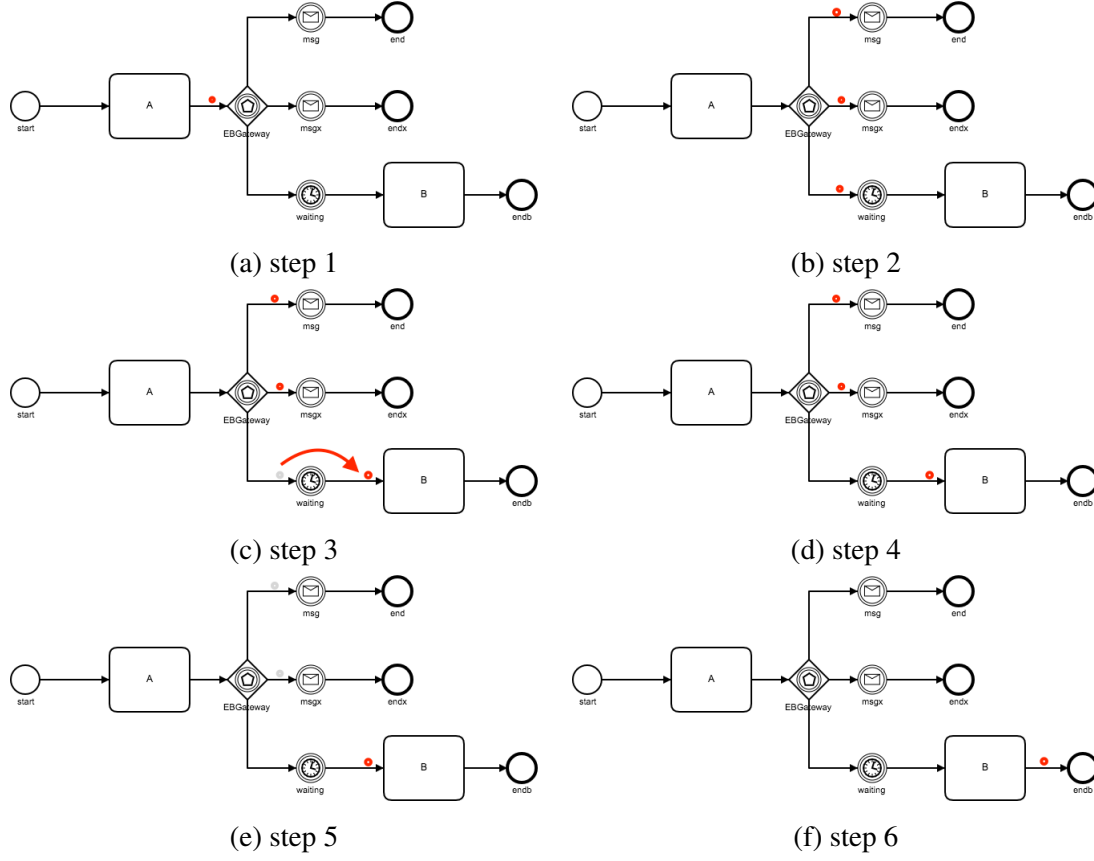 msg
end
A
start
EBGateway
msgx
endx
B
waiting
endb
(a) step 1
msg
end
A
start
EBGateway
msgx
endx
B
waiting
endb
(b) step 2
msg
end
A
start
EBGateway
msgx
endx
B
waiting
endb
(c) step 3
msg
end
A
start
EBGateway
msgx
endx
B
waiting
endb
(d) step 4
msg
end
A
start
EBGateway
msgx
endx
B
waiting
endb
(e) step 5
msg
end
A
start
EBGateway
msgx
endx
B
waiting
endb
(f) step 6